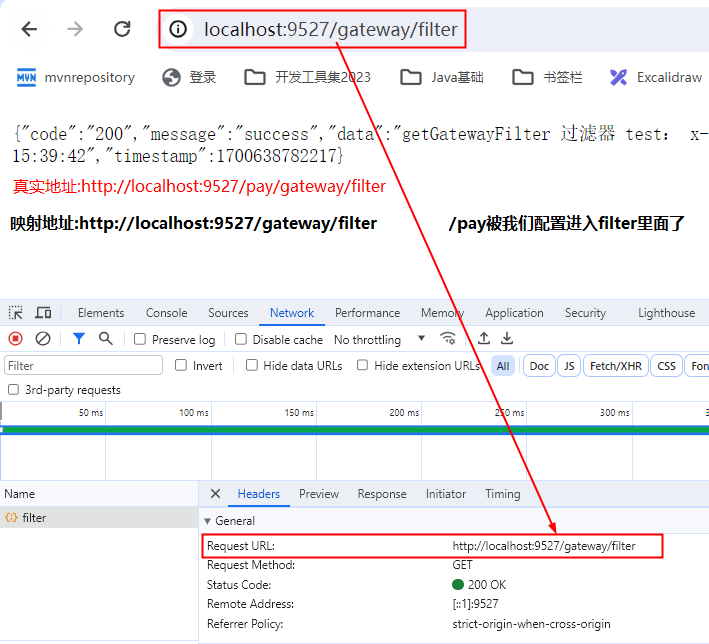 localhost:9527/gateway/filter
mvnrepository 登录 开发工具集2023 Java基础 书签栏 Excalidraw
{"code":"200","message":"success","data":"getGatewayFilter 过滤器 test: x-
15:39:42","timestamp":1700638782217}
真实地址:http://localhost:9527/pay/gateway/filter
映射地址:http://localhost:9527/gateway/filter /pay被我们配置进入filter里面了
Elements Console Sources Network Performance Memory Application Security Lighthouse
Preserve log Disable cache No throttling
Filter Invert Hide data URLs Hide extension URLs All Doc JS Fetch/XHR CSS Fon
3rd-party requests
50 ms 100 ms 150 ms 200 ms 250 ms 300 ms 3
Name Headers Preview Response Initiator Timing
filter General
Request URL: http://localhost:9527/gateway/filter
Request Method: GET
Status Code: 200 OK
Remote Address: [::1]:9527
Referrer Policy: strict-origin-when-cross-origin